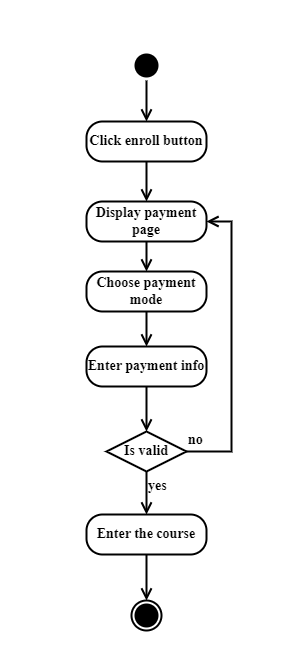 Click enroll button
Display payment
page
Choose payment
mode
Enter payment info
Is valid
no
yes
Enter the course